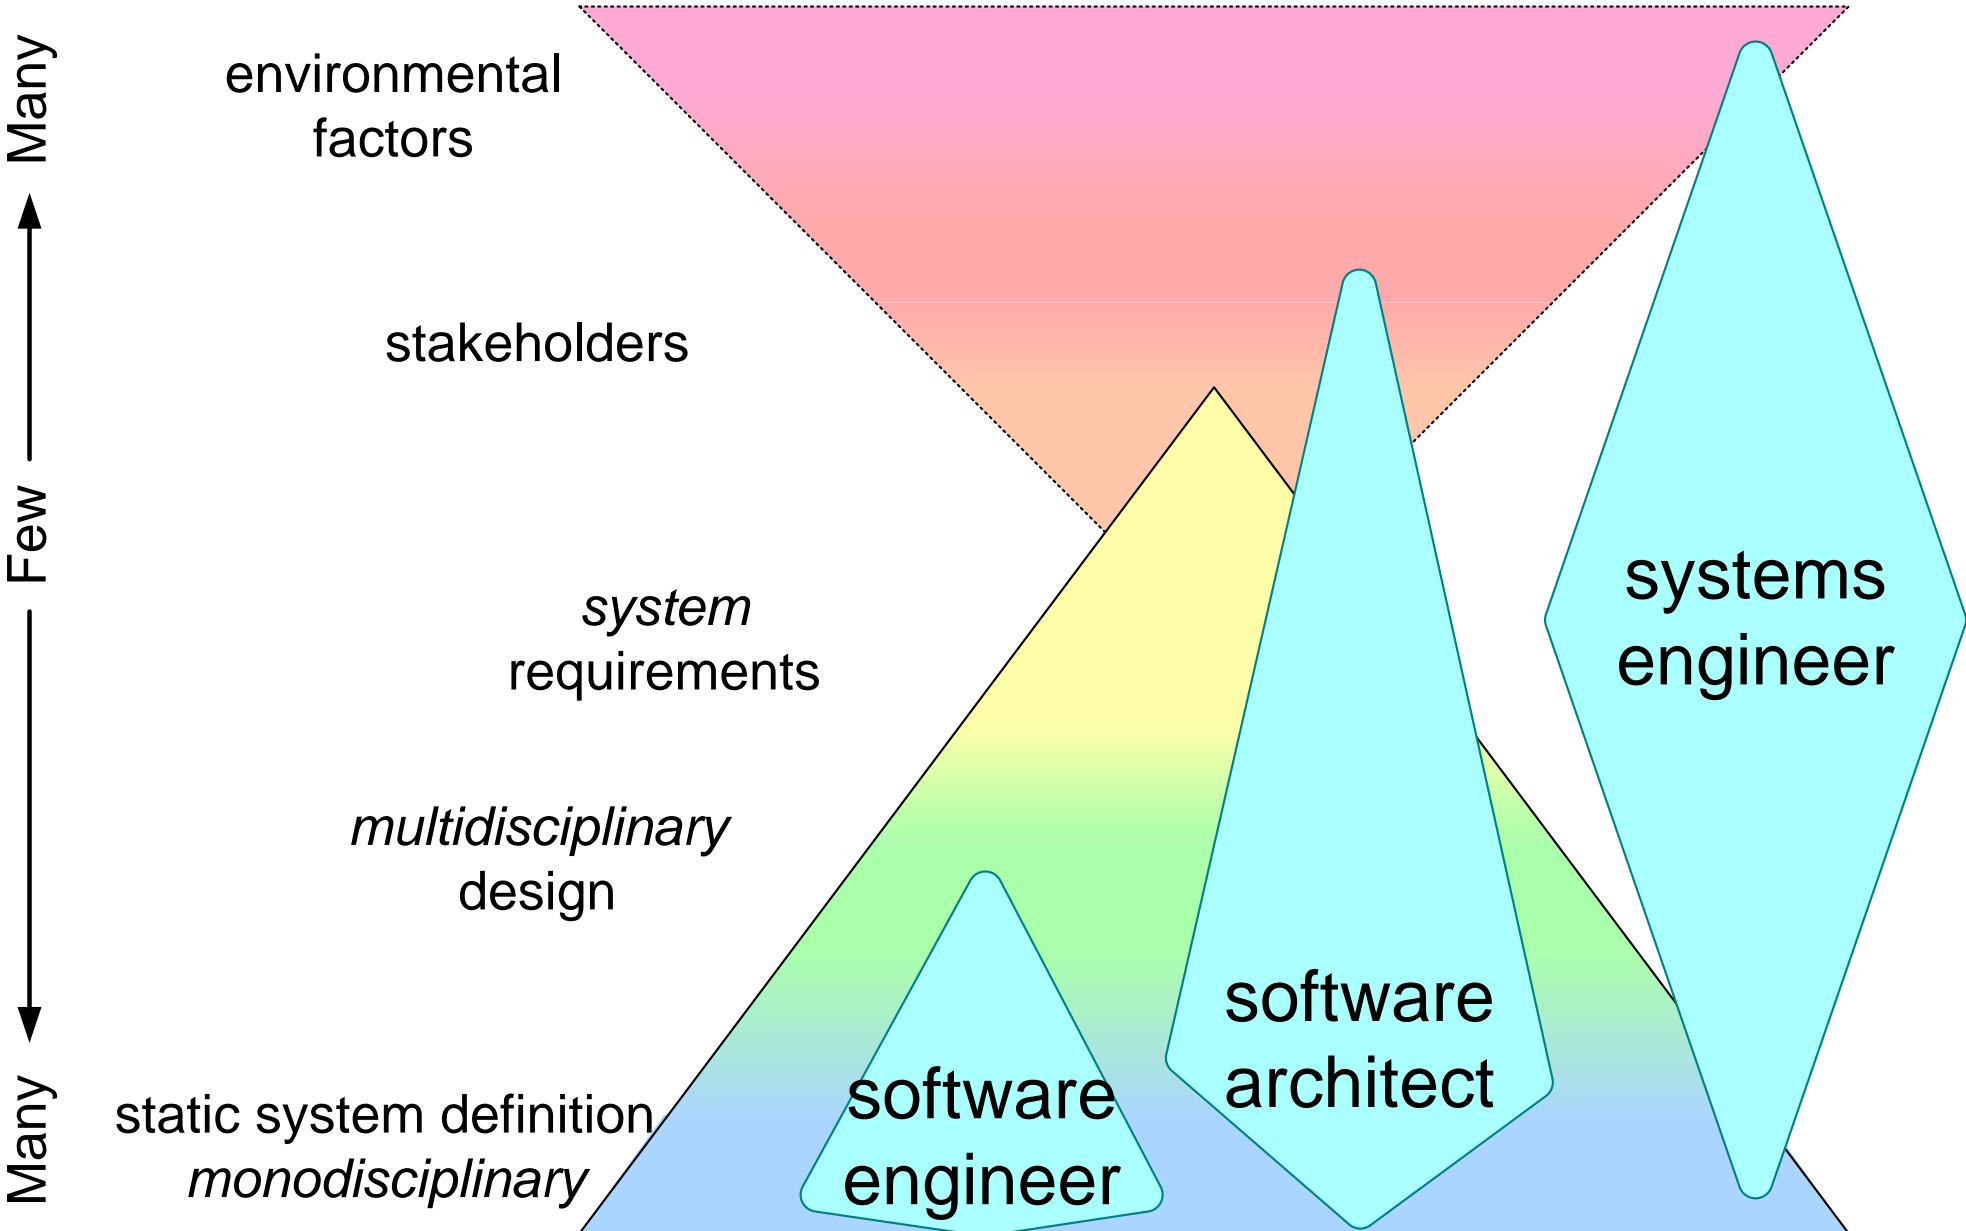 Many
Few
Many
environmental
factors
stakeholders
system
requirements
multidisciplinary
design
static system definition
monodisciplinary
software
engineer
software
architect
systems
engineer